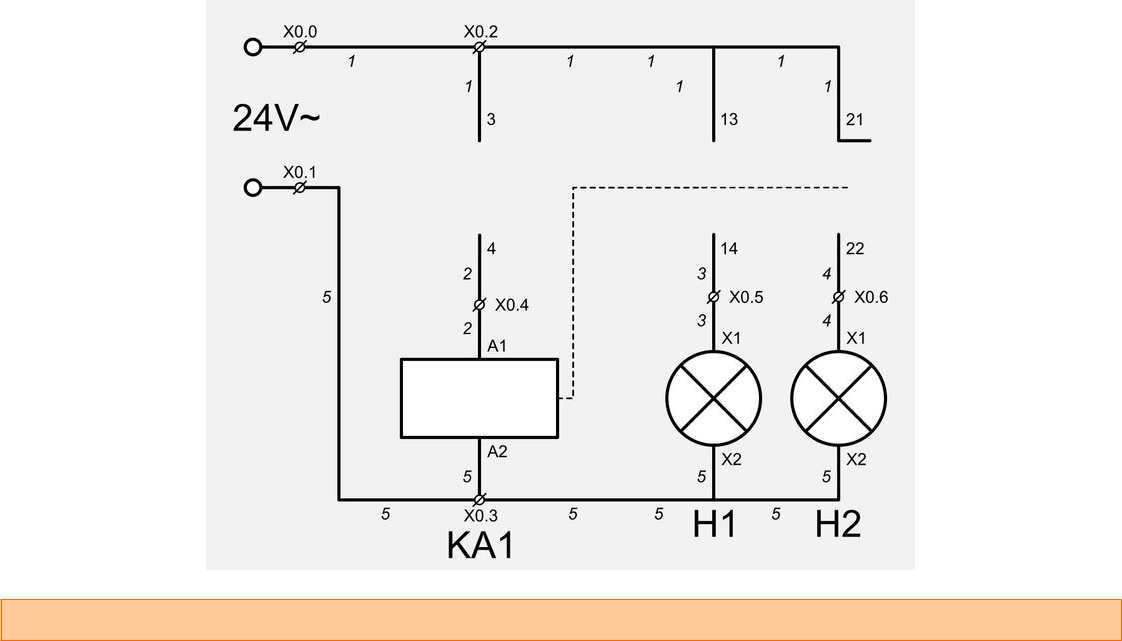 X0.0 X0.2
1 1 1 1
1 1 1
24V~ 3 13 21
X0.1
4 14 22
2 3 4
5 X0.4 X0.5 X0.6
2 3 4
A1 X1 X1
A2 X2 X2
5 5 5
5 X0.3 5 5 5
KA1 H1 H2